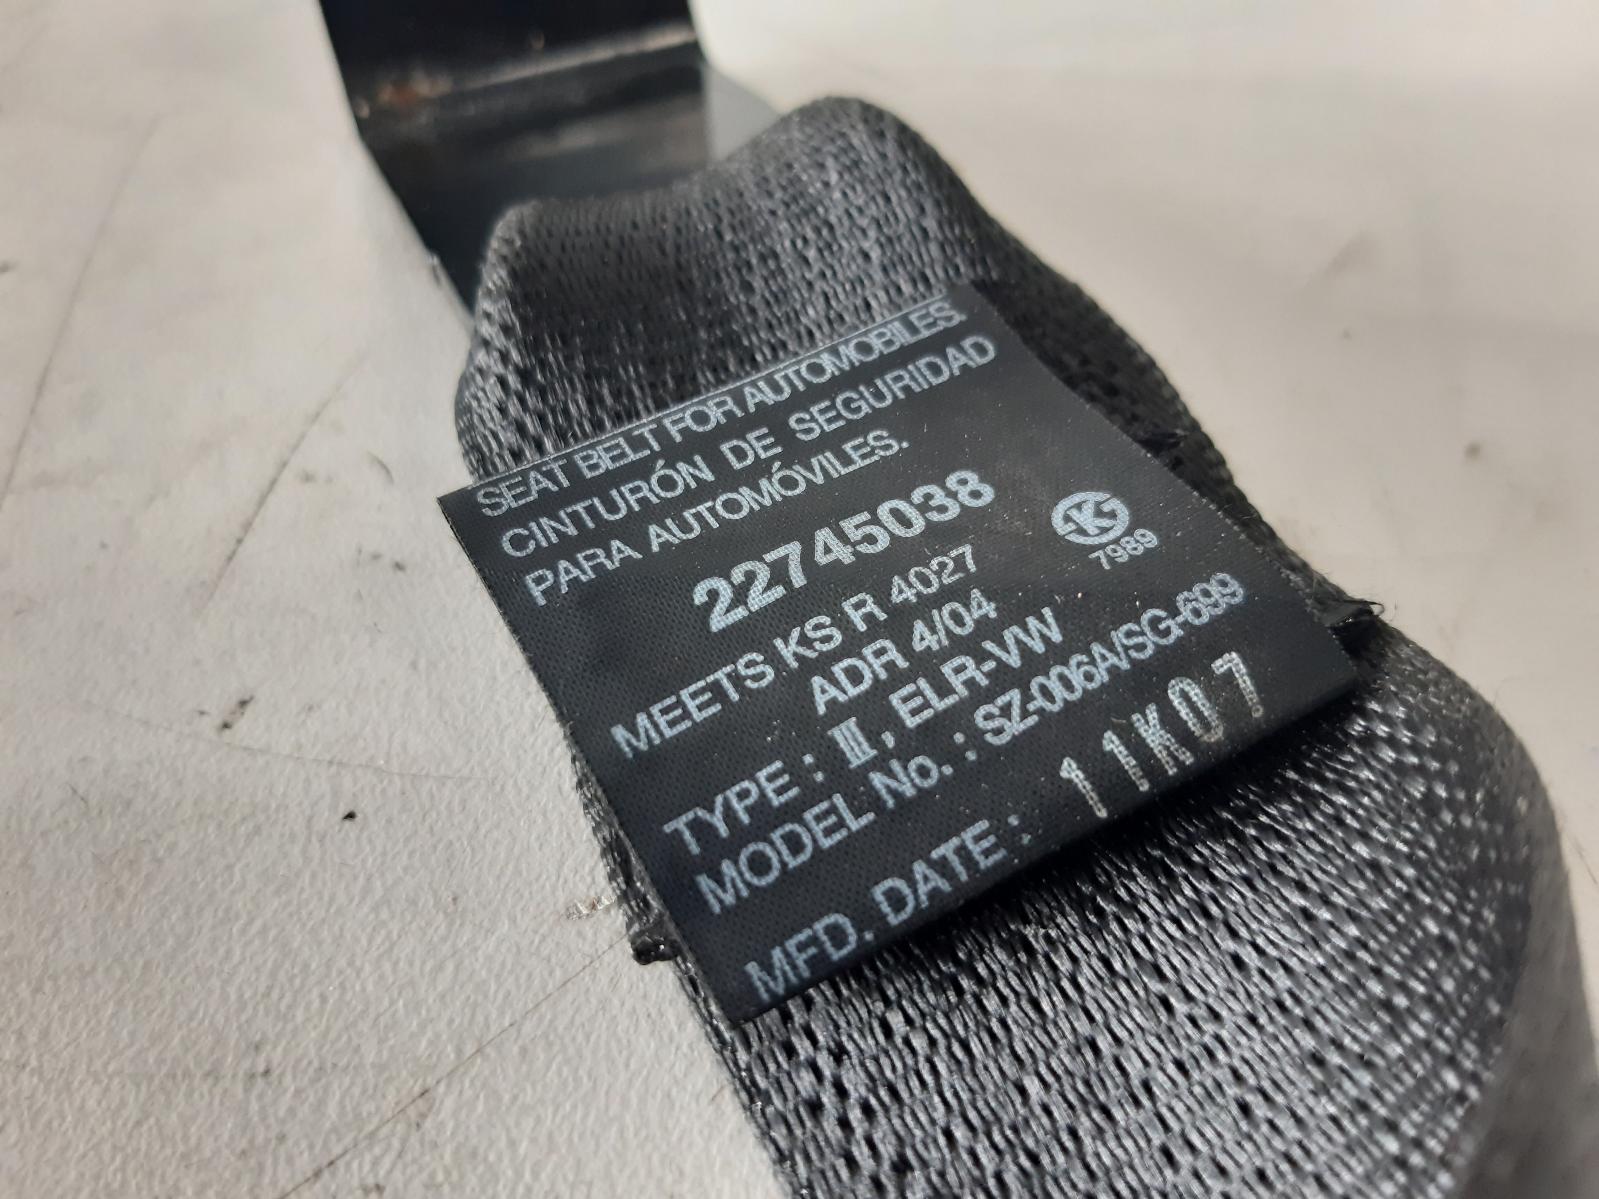 SEAT BELT FOR AUTOMOBILES.
CINTURÓN DE SEGURIDAD
PARA AUTOMÓVILES.
22745038
K
7989
MEETS KS R 4027
ADR 4/04
TYPE : Ⅲ, ELR-VW
MODEL No. : SZ-006A/SG-699
MFD. DATE : 11K07